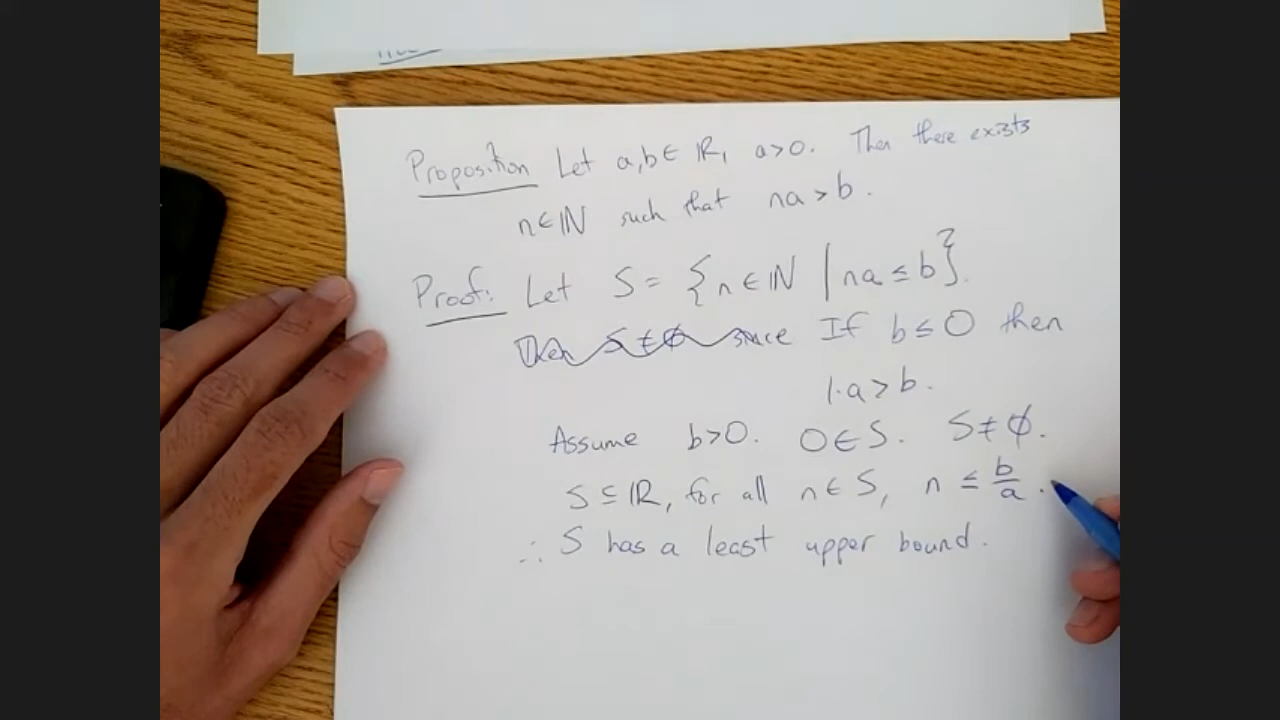 Proposition Let a,b ∈ ℝ, a>0. Then there exists
n∈ℕ such that na > b.
Proof: Let S = {n ∈ ℕ | na ≤ b}.
Then S ≠ ∅ since If b ≤ 0 then
1·a > b.
Assume b>0. 0 ∈ S. S ≠ ∅.
S ⊆ ℝ, for all n ∈ S, n ≤ b/a.
∴ S has a least upper bound.